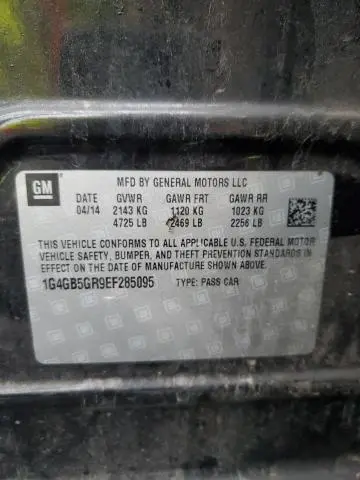 GM
MFD BY GENERAL MOTORS LLC
DATE GVWR GAWR FRT GAWR RR
04/14 2143 KG 1120 KG 1023 KG
4725 LB 2469 LB 2256 LB
THIS VEHICLE CONFORMS TO ALL APPLICABLE U.S. FEDERAL MOTOR
VEHICLE SAFETY, BUMPER, AND THEFT PREVENTION STANDARDS IN
EFFECT ON THE DATE OF MANUFACTURE SHOWN ABOVE.
1G4GB5GR9EF285095 TYPE: PASS CAR